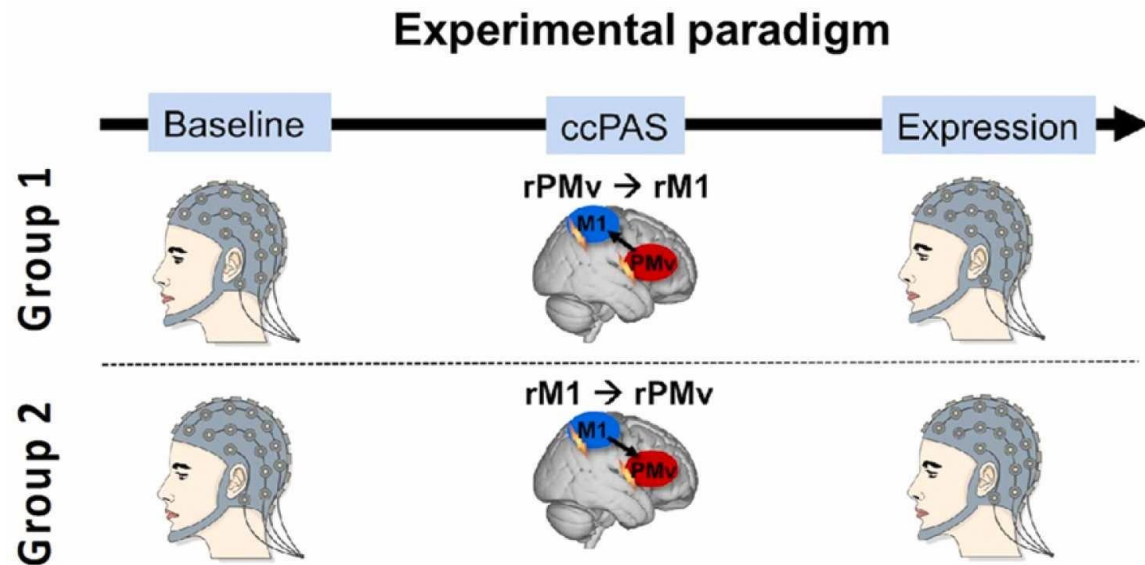 Experimental paradigm
Baseline
ccPAS
Expression
Group 1
rPMv → rM1
M1
PMv
Group 2
rM1 → rPMv
M1
PMv